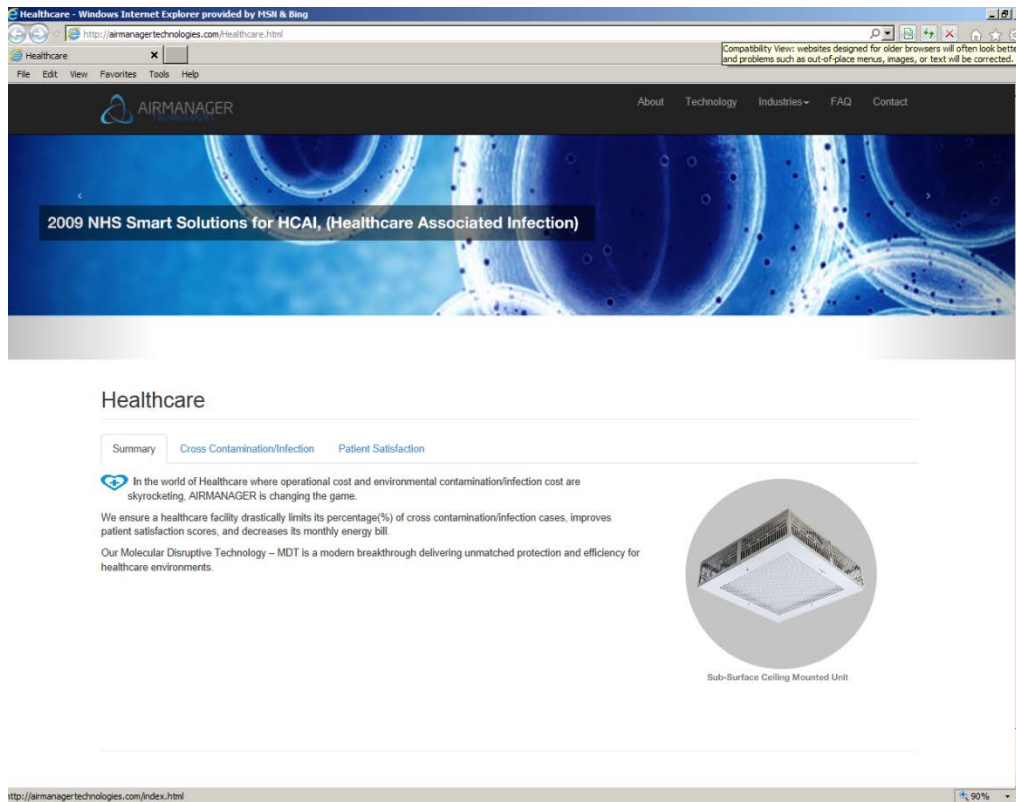 Healthcare - Windows Internet Explorer provided by MSN & Bing
http://airmanagertechnologies.com/Healthcare.html
Healthcare
Compatibility View: websites designed for older browsers will often look bette
and problems such as out-of-place menus, images, or text will be corrected.
File Edit View Favorites Tools Help
AIRMANAGER
TECHNOLOGIES
About Technology Industries FAQ Contact
2009 NHS Smart Solutions for HCAI, (Healthcare Associated Infection)
Healthcare
Summary Cross Contamination/Infection Patient Satisfaction
In the world of Healthcare where operational cost and environmental contamination/infection cost are
skyrocketing, AIRMANAGER is changing the game.
We ensure a healthcare facility drastically limits its percentage(%) of cross contamination/infection cases, improves
patient satisfaction scores, and decreases its monthly energy bill.
Our Molecular Disruptive Technology – MDT is a modern breakthrough delivering unmatched protection and efficiency for
healthcare environments.
Sub-Surface Ceiling Mounted Unit
http://airmanagertechnologies.com/index.html
90%